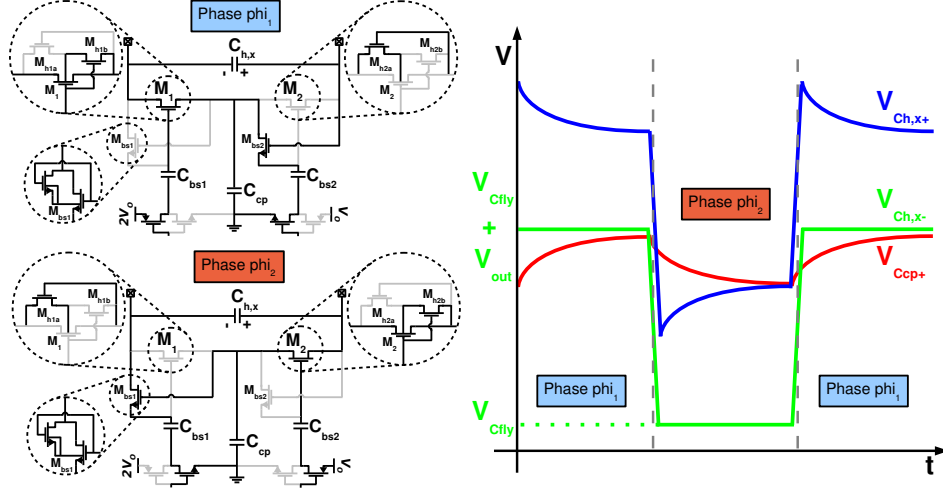 Phase phi1
Ch,x
- +
Mh1b
Mh1a
M1
M1
M2
Mh2b
Mh2a
M2
Mbs1
Mbs2
Mbs1
Cbs1
Ccp
Cbs2
2Vo
Vo
Phase phi2
Ch,x
- +
Mh1b
Mh1a
M1
M1
M2
Mh2b
Mh2a
M2
Mbs1
Mbs2
Mbs1
Cbs1
Ccp
Cbs2
2Vo
Vo
V
VCh,x+
VCfly
+
Vout
Phase phi2
VCh,x-
VCcp+
Phase phi1
Phase phi1
VCfly
t